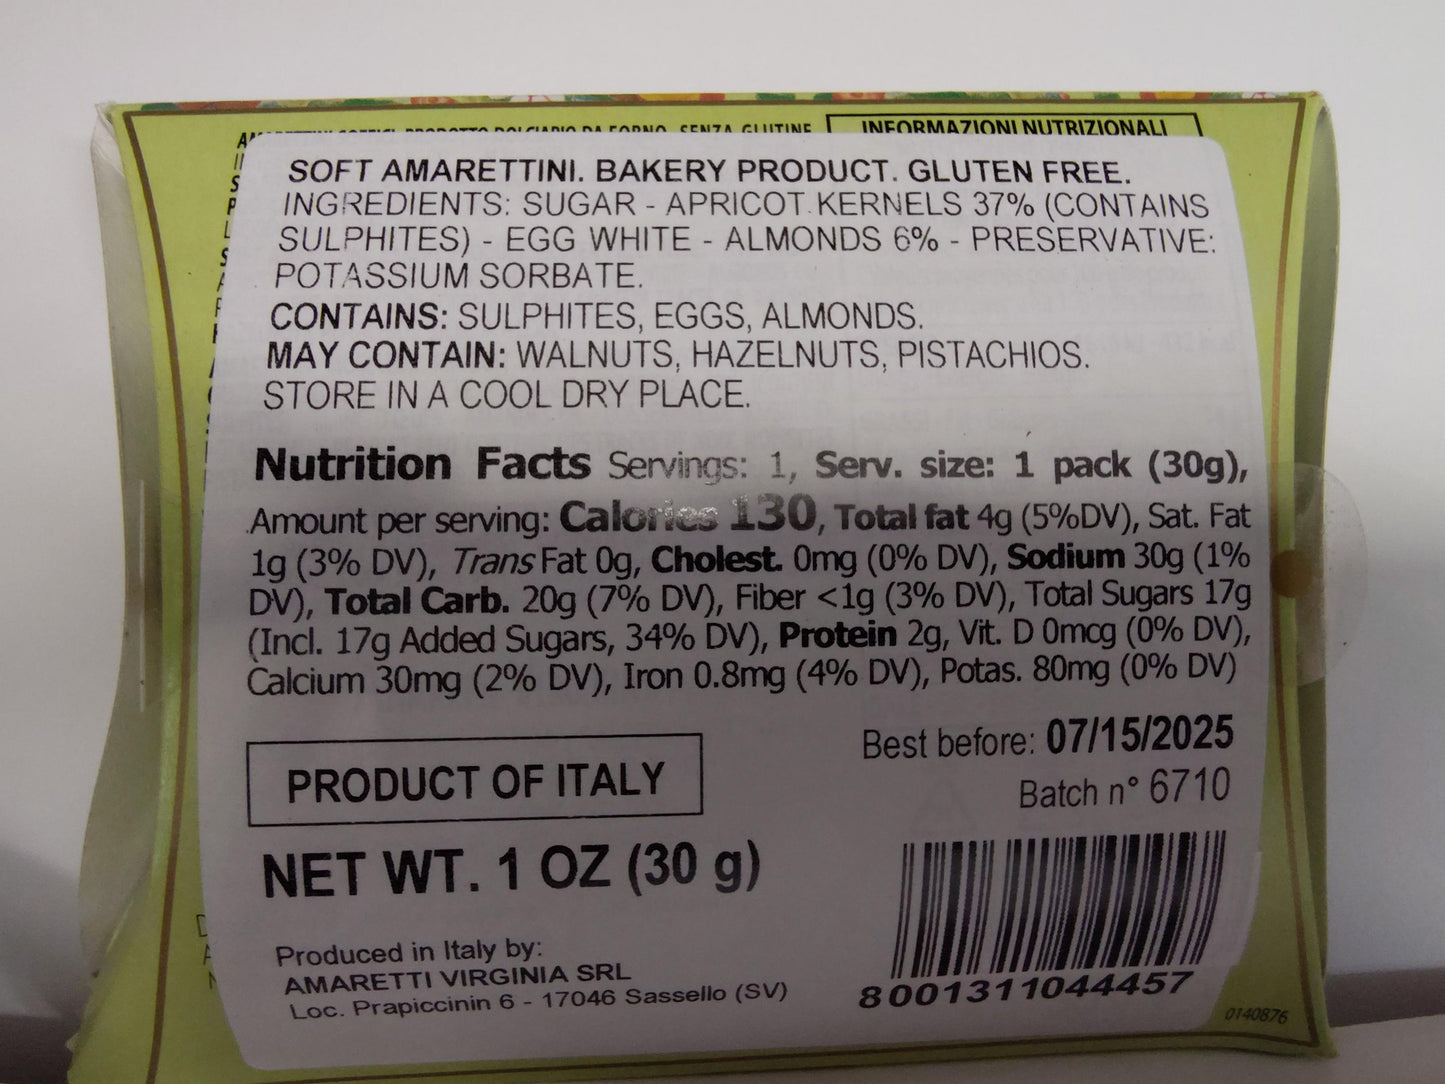 SENZA GLUTINE
INFORMAZIONI NUTRIZIONALI
SOFT AMARETTINI. BAKERY PRODUCT. GLUTEN FREE.
INGREDIENTS: SUGAR - APRICOT KERNELS 37% (CONTAINS
SULPHITES) - EGG WHITE - ALMONDS 6% - PRESERVATIVE:
POTASSIUM SORBATE.
CONTAINS: SULPHITES, EGGS, ALMONDS.
MAY CONTAIN: WALNUTS, HAZELNUTS, PISTACHIOS.
STORE IN A COOL DRY PLACE.
Nutrition Facts Servings: 1, Serv. size: 1 pack (30g),
Amount per serving: Calories 130, Total fat 4g (5%DV), Sat. Fat
1g (3% DV), Trans Fat 0g, Cholest. 0mg (0% DV), Sodium 30g (1%
DV), Total Carb. 20g (7% DV), Fiber <1g (3% DV), Total Sugars 17g
(Incl. 17g Added Sugars, 34% DV), Protein 2g, Vit. D 0mcg (0% DV),
Calcium 30mg (2% DV), Iron 0.8mg (4% DV), Potas. 80mg (0% DV)
Best before: 07/15/2025
Batch n° 6710
PRODUCT OF ITALY
NET WT. 1 OZ (30 g)
Produced in Italy by:
AMARETTI VIRGINIA SRL
Loc. Prapiccinin 6 - 17046 Sassello (SV)
8001311044457
0140876